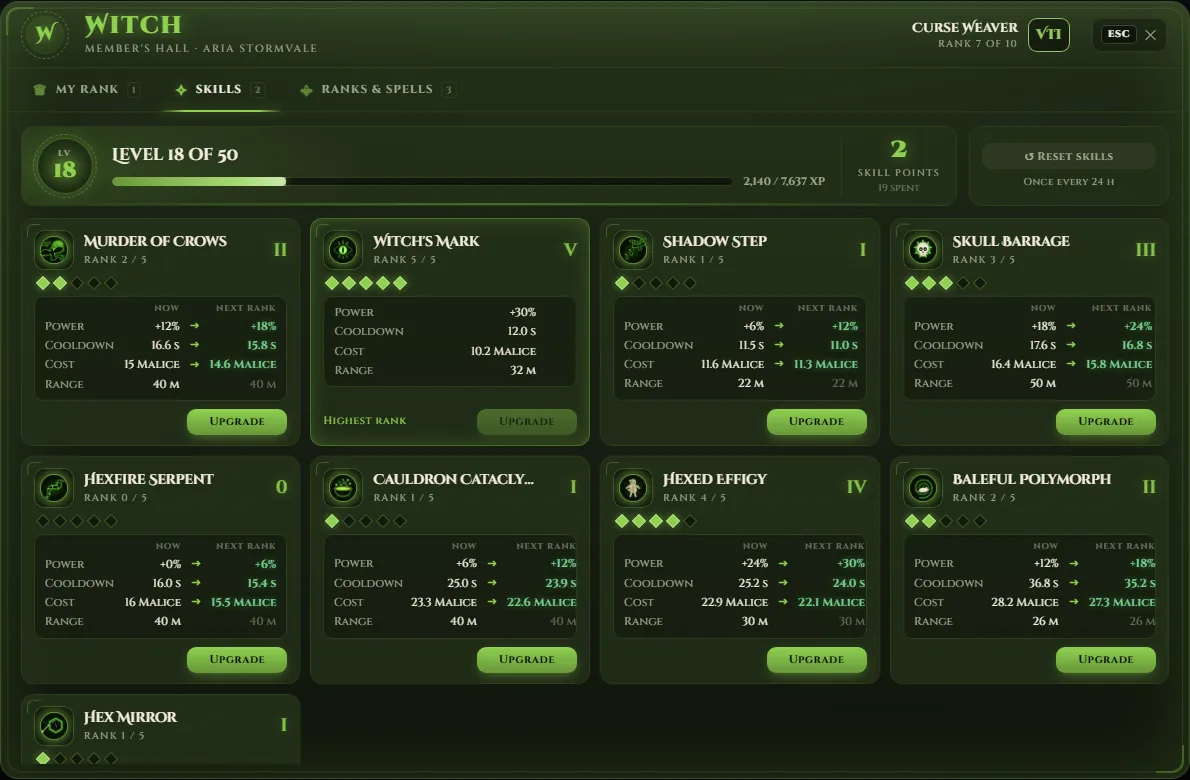 W
Witch
Member's Hall · Aria Stormvale
Curse Weaver
Rank 7 of 10
VII
ESC
My Rank 1
Skills 2
Ranks & Spells 3
LV
18
Level 18 of 50
2,140 / 7,637 XP
2
Skill Points
19 spent
↺ Reset skills
Once every 24 h
Murder of Crows
Rank 2 / 5
II
Now Next rank
Power +12% → +18%
Cooldown 16.6 s → 15.8 s
Cost 15 Malice → 14.6 Malice
Range 40 m 40 m
Upgrade
Witch's Mark
Rank 5 / 5
V
Power +30%
Cooldown 12.0 s
Cost 10.2 Malice
Range 32 m
Highest rank
Upgrade
Shadow Step
Rank 1 / 5
I
Now Next rank
Power +6% → +12%
Cooldown 11.5 s → 11.0 s
Cost 11.6 Malice → 11.3 Malice
Range 22 m 22 m
Upgrade
Skull Barrage
Rank 3 / 5
III
Now Next rank
Power +18% → +24%
Cooldown 17.6 s → 16.8 s
Cost 16.4 Malice → 15.8 Malice
Range 50 m 50 m
Upgrade
Hexfire Serpent
Rank 0 / 5
0
Now Next rank
Power +0% → +6%
Cooldown 16.0 s → 15.4 s
Cost 16 Malice → 15.5 Malice
Range 40 m 40 m
Upgrade
Cauldron Catacly...
Rank 1 / 5
I
Now Next rank
Power +6% → +12%
Cooldown 25.0 s → 23.9 s
Cost 23.3 Malice → 22.6 Malice
Range 40 m 40 m
Upgrade
Hexed Effigy
Rank 4 / 5
IV
Now Next rank
Power +24% → +30%
Cooldown 25.2 s → 24.0 s
Cost 22.9 Malice → 22.1 Malice
Range 30 m 30 m
Upgrade
Baleful Polymorph
Rank 2 / 5
II
Now Next rank
Power +12% → +18%
Cooldown 36.8 s → 35.2 s
Cost 28.2 Malice → 27.3 Malice
Range 26 m 26 m
Upgrade
Hex Mirror
Rank 1 / 5
I